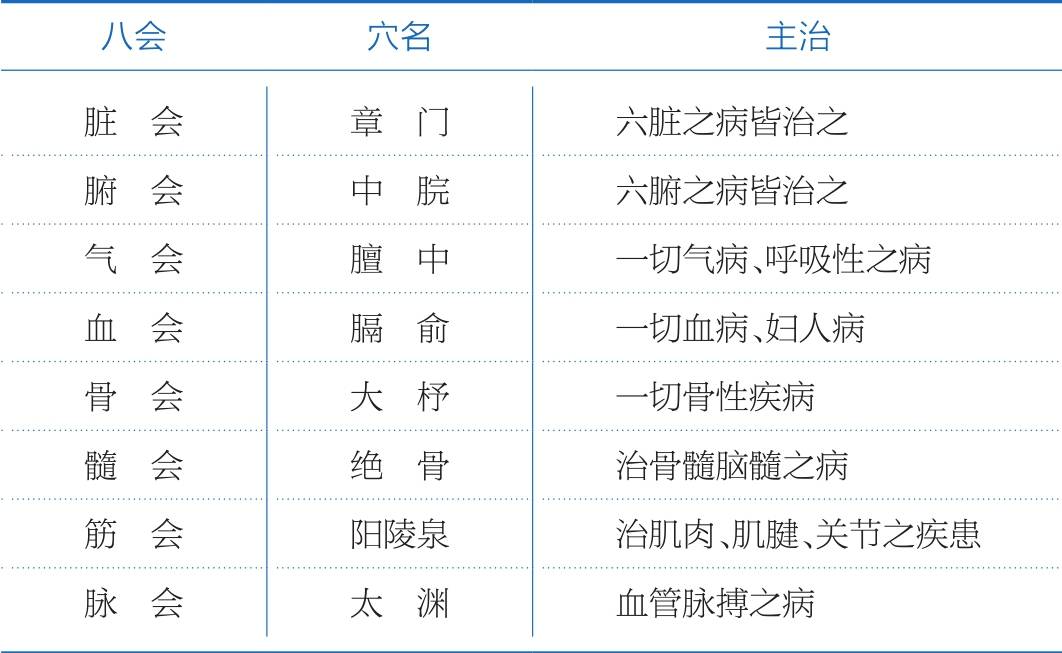 八会 穴名 主治
脏 会 章 门 六脏之病皆治之
腑 会 中 脘 六腑之病皆治之
气 会 膻 中 一切气病、呼吸性之病
血 会 膈 俞 一切血病、妇人病
骨 会 大 杼 一切骨性疾病
髓 会 绝 骨 治骨髓脑髓之病
筋 会 阳陵泉 治肌肉、肌腱、关节之疾患
脉 会 太 渊 血管脉搏之病